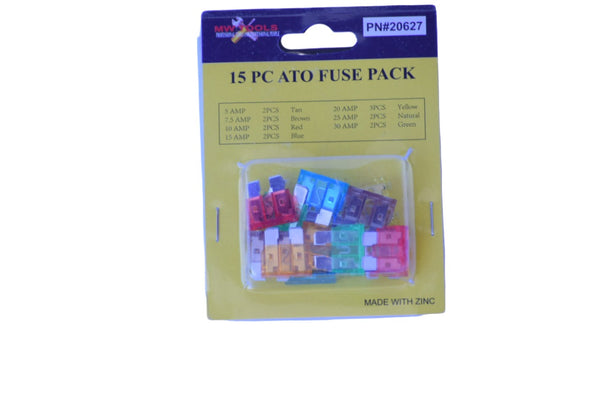 MW TOOLS
PN#20627
15 PC ATO FUSE PACK
5 AMP 2PCS Tan 20 AMP 3PCS Yellow
7.5 AMP 2PCS Brown 25 AMP 2PCS Natural
10 AMP 2PCS Red 30 AMP 2PCS Green
15 AMP 2PCS Blue
MADE WITH ZINC